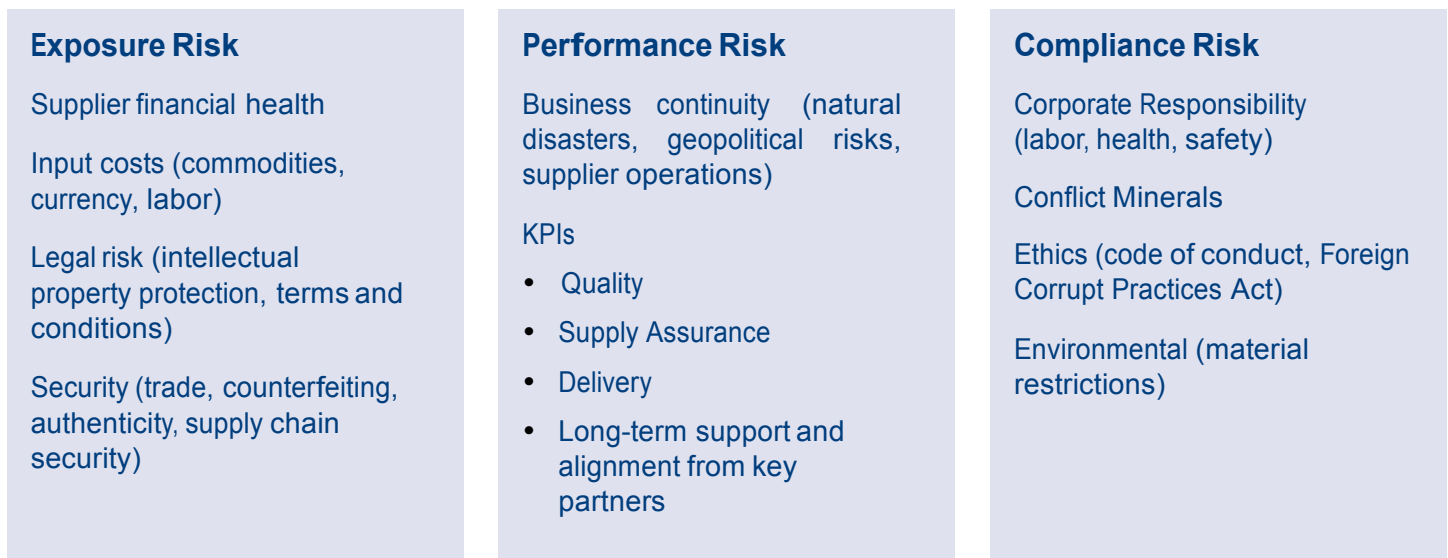 Exposure Risk
Supplier financial health
Input costs (commodities,
currency, labor)
Legal risk (intellectual
property protection, terms and
conditions)
Security (trade, counterfeiting,
authenticity, supply chain
security)
Performance Risk
Business continuity (natural
disasters, geopolitical risks,
supplier operations)
KPIs
• Quality
• Supply Assurance
• Delivery
• Long-term support and
alignment from key
partners
Compliance Risk
Corporate Responsibility
(labor, health, safety)
Conflict Minerals
Ethics (code of conduct, Foreign
Corrupt Practices Act)
Environmental (material
restrictions)